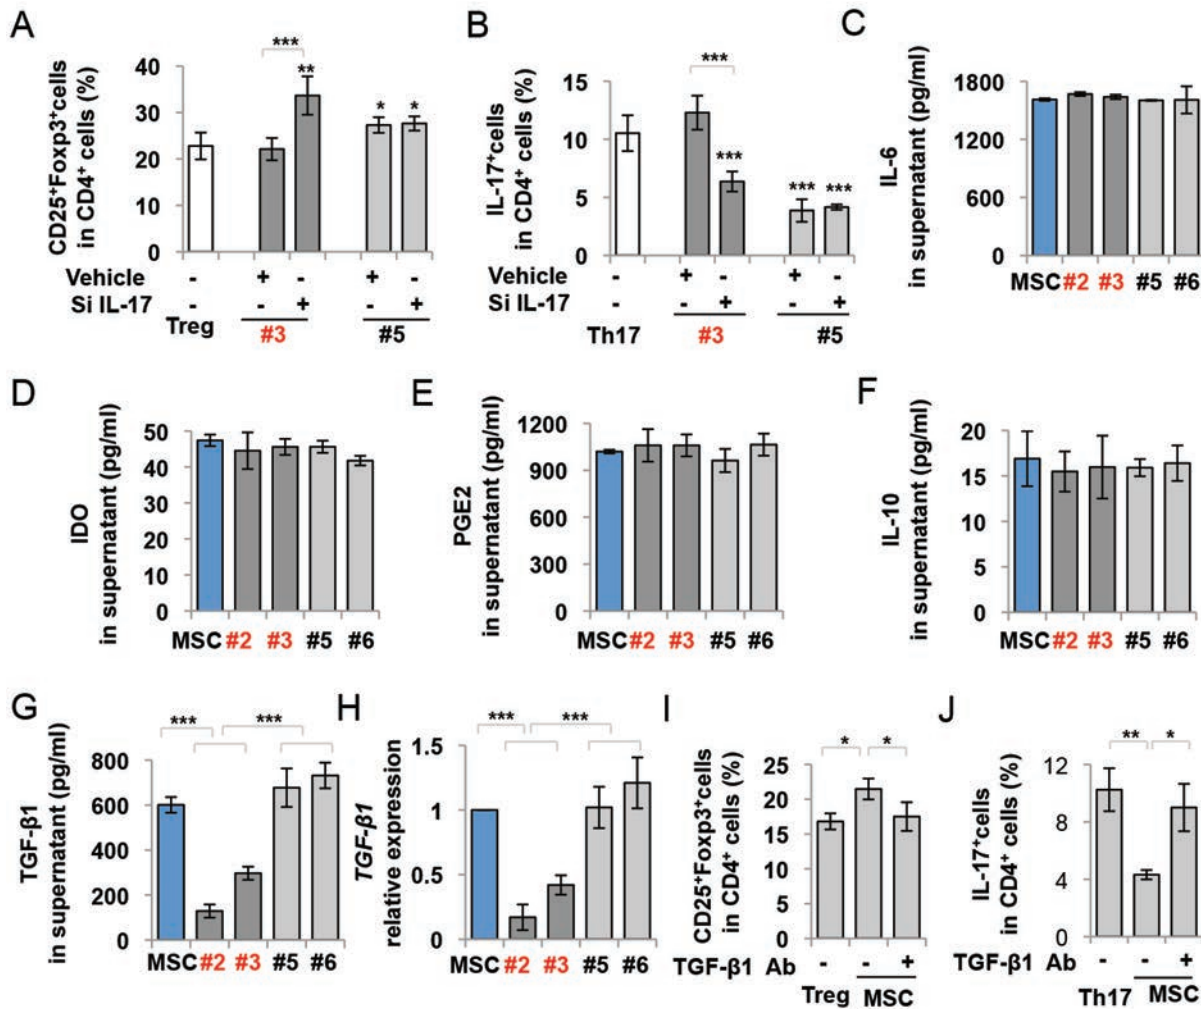 A
CD25⁺Foxp3⁺cells
in CD4⁺ cells (%)
40
30
20
10
0
***
**
*
*
Vehicle - + - + -
Si IL-17 - - + - +
Treg #3 #5
B
IL-17⁺cells
in CD4⁺ cells (%)
15
10
5
0
***
***
***
***
- + - + -
- - + - +
Th17 #3 #5
C
IL-6
in supernatant (pg/ml)
1800
1200
600
0
MSC #2 #3 #5 #6
D
IDO
in supernatant (pg/ml)
50
40
30
20
10
0
MSC #2 #3 #5 #6
E
PGE2
in supernatant (pg/ml)
1200
900
600
300
0
MSC #2 #3 #5 #6
F
IL-10
in supernatant (pg/ml)
20
15
10
5
0
MSC #2 #3 #5 #6
G
TGF-β1
in supernatant (pg/ml)
800
600
400
200
0
*** ***
MSC #2 #3 #5 #6
H
TGF-β1
relative expression
1.5
1
0.5
0
*** ***
MSC #2 #3 #5 #6
I
CD25⁺Foxp3⁺cells
in CD4⁺ cells (%)
25
20
15
10
5
0
* *
TGF-β1 Ab - - +
Treg MSC
J
IL-17⁺cells
in CD4⁺ cells (%)
12
8
4
0
** *
TGF-β1 Ab - - +
Th17 MSC